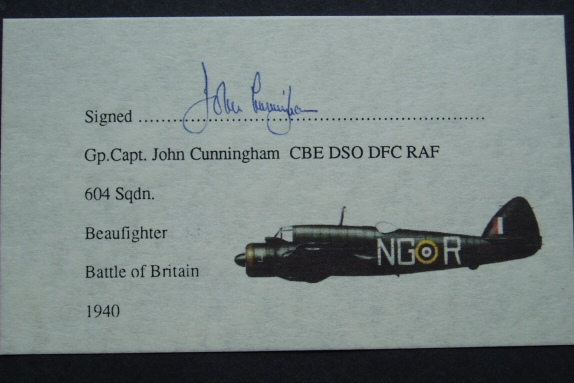 John Cunningham
Signed ..........................................................
Gp.Capt. John Cunningham CBE DSO DFC RAF
604 Sqdn.
Beaufighter
NG R
Battle of Britain
1940